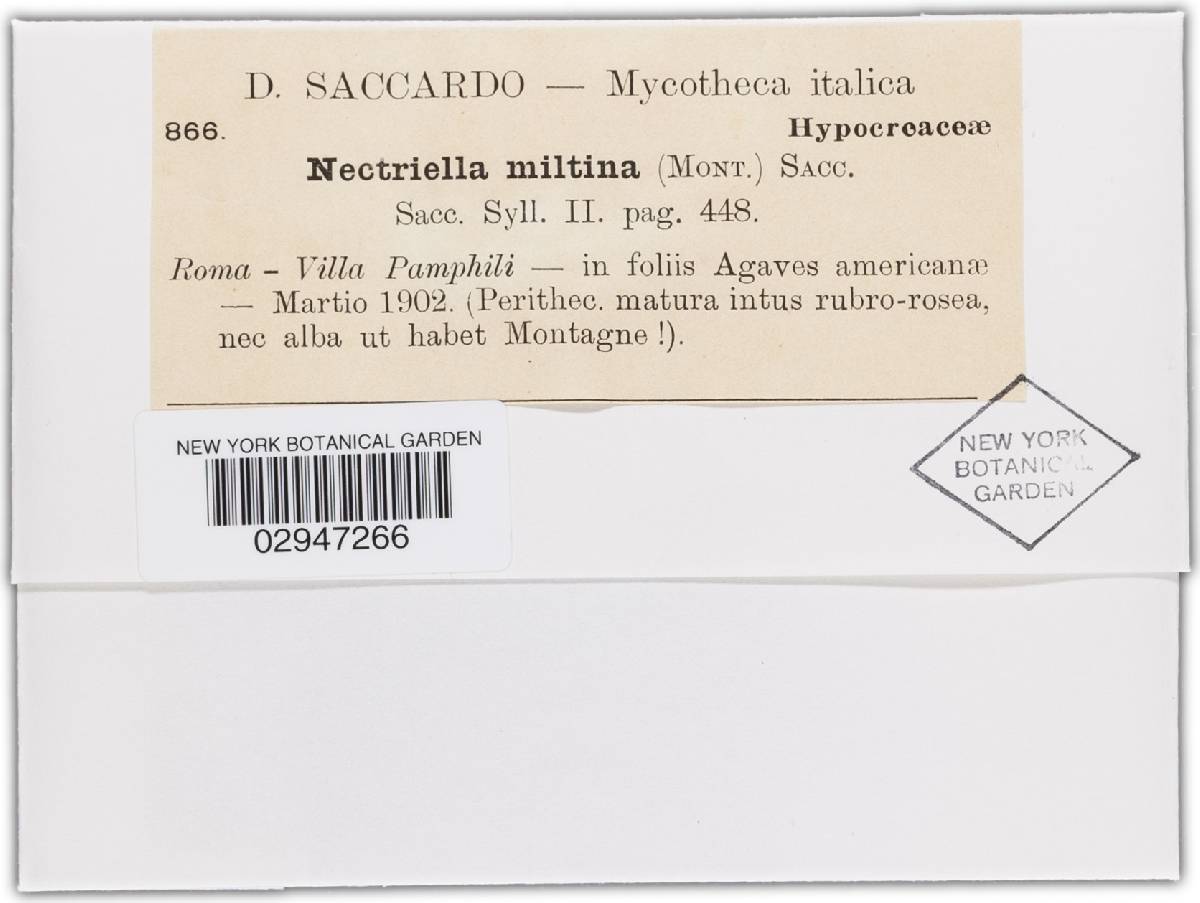 D. SACCARDO — Mycotheca italica
866. Hypocreaceæ
Nectriella miltina (MONT.) SACC.
Sacc. Syll. II. pag. 448.
Roma – Villa Pamphili — in foliis Agaves americanæ
— Martio 1902. (Perithec. matura intus rubro-rosea,
nec alba ut habet Montagne !).
NEW YORK BOTANICAL GARDEN
02947266
NEW YORK
BOTANICAL
GARDEN